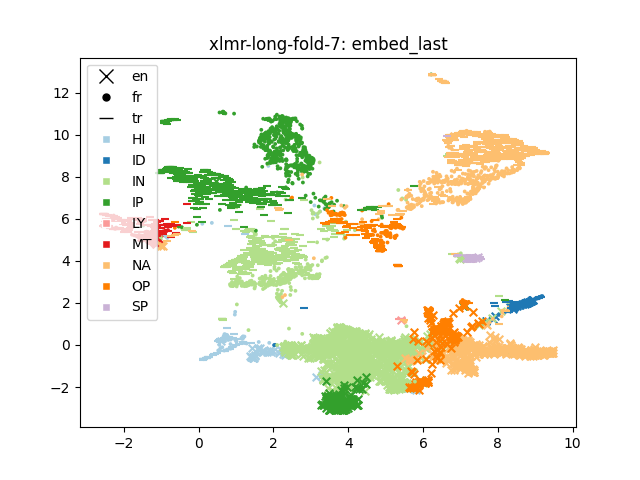 xlmr-long-fold-7: embed_last
en
fr
tr
HI
ID
IN
IP
LY
MT
NA
OP
SP
12
10
8
6
4
2
0
−2
−2 0 2 4 6 8 10